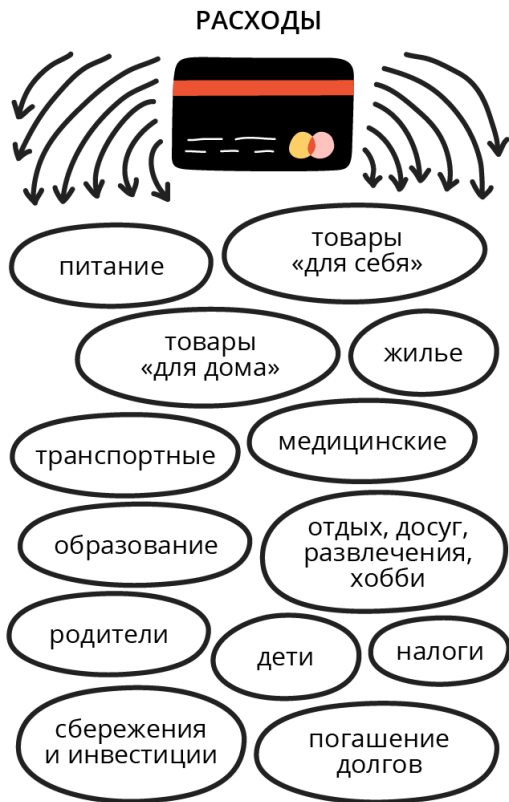 РАСХОДЫ
питание
товары
«для себя»
товары
«для дома»
жилье
транспортные
медицинские
образование
отдых, досуг,
развлечения,
хобби
родители
дети
налоги
сбережения
и инвестиции
погашение
долгов